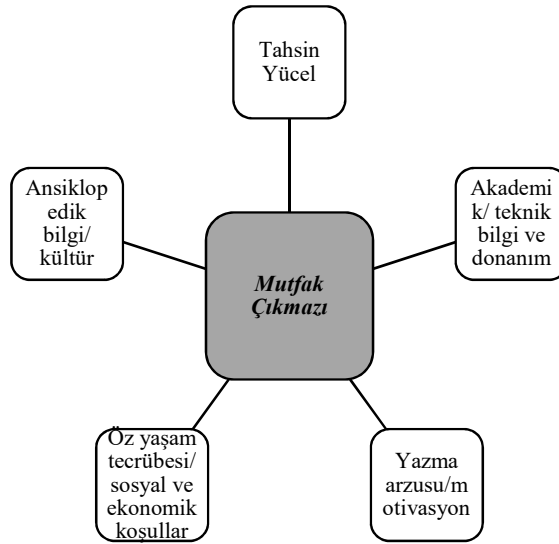 Tahsin
Yücel
Ansiklop
edik
bilgi/
kültür
Akademi
k/ teknik
bilgi ve
donanım
Mutfak
Çıkmazı
Öz yaşam
tecrübesi/
sosyal ve
ekonomik
koşullar
Yazma
arzusu/m
otivasyon